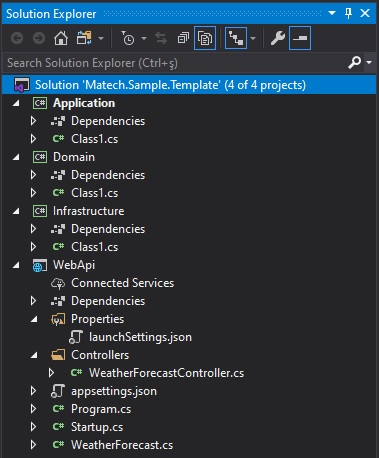 Solution Explorer
Search Solution Explorer (Ctrl+ş)
Solution 'Matech.Sample.Template' (4 of 4 projects)
C# Application
Dependencies
C# Class1.cs
C# Domain
Dependencies
C# Class1.cs
C# Infrastructure
Dependencies
C# Class1.cs
WebApi
Connected Services
Dependencies
Properties
launchSettings.json
Controllers
C# WeatherForecastController.cs
appsettings.json
C# Program.cs
C# Startup.cs
C# WeatherForecast.cs